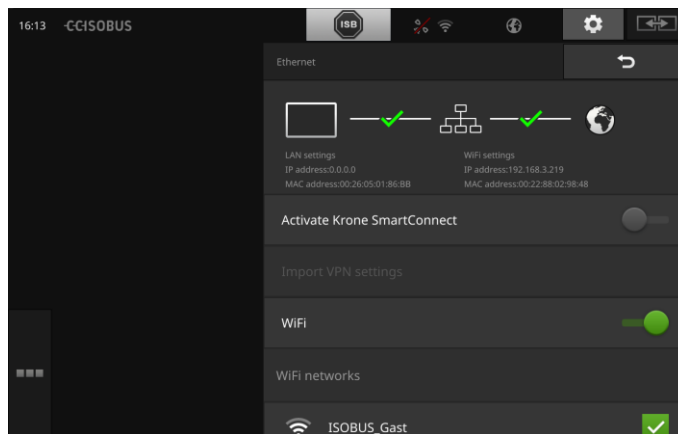 16:13 CCISOBUS
ISB
Ethernet
LAN settings
IP address:0.0.0.0
MAC address:00:26:05:01:86:BB
WiFi settings
IP address:192.168.3.219
MAC address:00:22:88:02:98:48
Activate Krone SmartConnect
Import VPN settings
WiFi
WiFi networks
ISOBUS_Gast